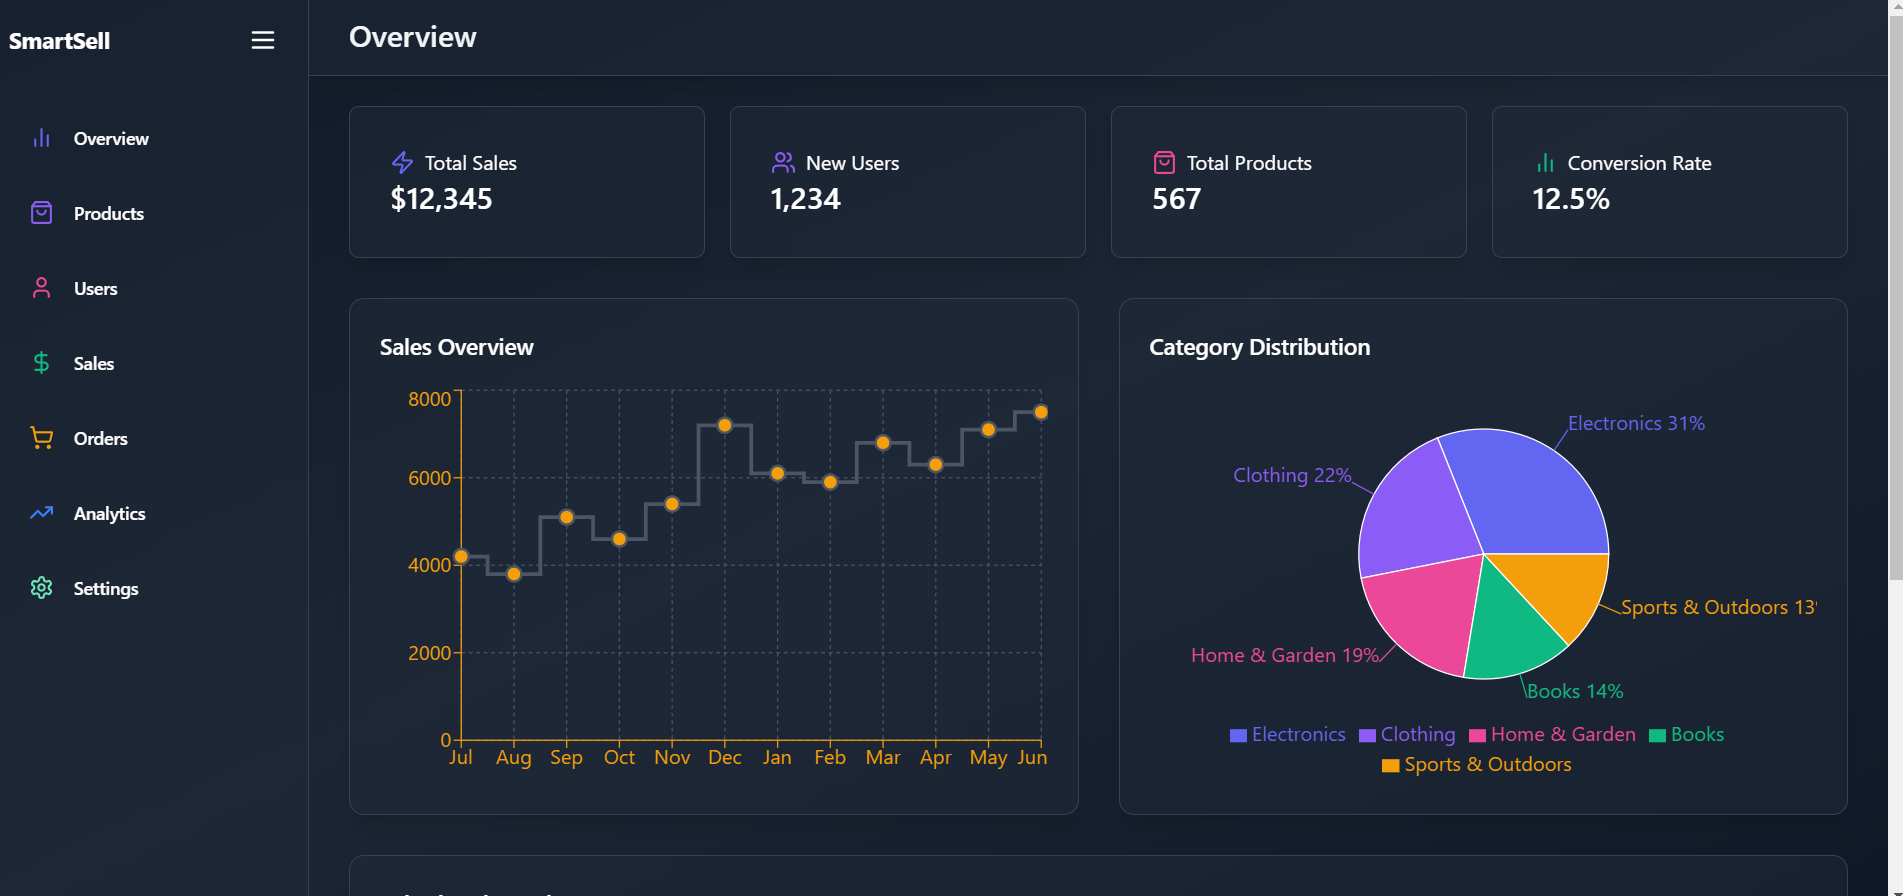 SmartSell
Overview
Products
Users
Sales
Orders
Analytics
Settings
Overview
Total Sales
$12,345
New Users
1,234
Total Products
567
Conversion Rate
12.5%
Sales Overview
8000
6000
4000
2000
0
Jul Aug Sep Oct Nov Dec Jan Feb Mar Apr May Jun
Category Distribution
Electronics 31%
Clothing 22%
Sports & Outdoors 13
Home & Garden 19%
Books 14%
Electronics Clothing Home & Garden Books
Sports & Outdoors